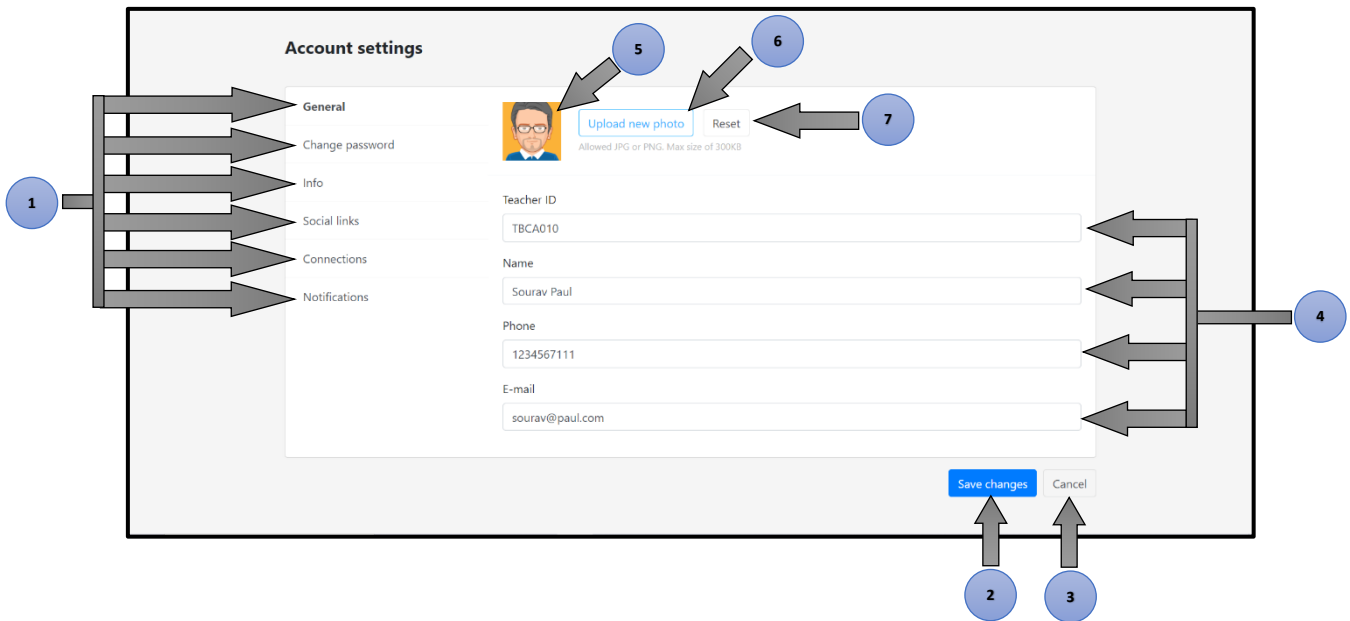 Account settings
5
6
General
Upload new photo
Reset
7
Change password
Allowed JPG or PNG. Max size of 300KB
Info
1
Teacher ID
Social links
TBCA010
Connections
Name
Notifications
Sourav Paul
4
Phone
1234567111
E-mail
sourav@paul.com
Save changes
Cancel
2
3